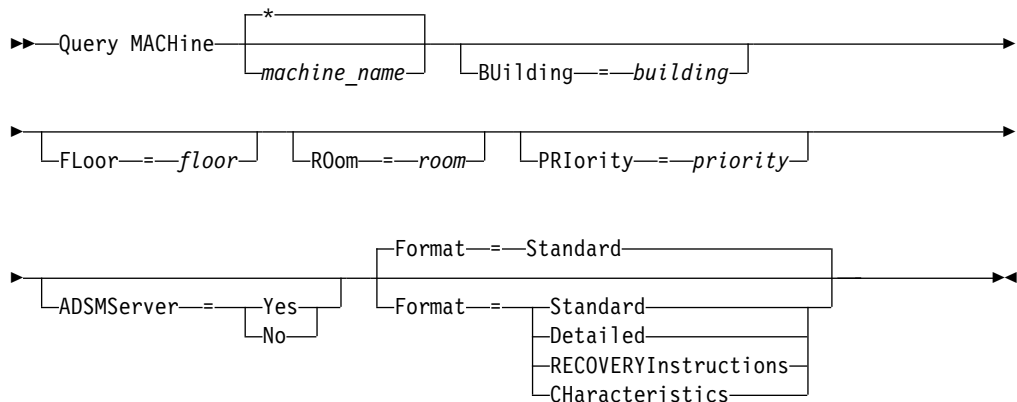 *
Query MACHine
machine_name BUilding = building
FLoor = floor ROom = room PRIority = priority
Format = Standard
ADSMServer = Yes Format = Standard
No Detailed
RECOVERYInstructions
CHaracteristics